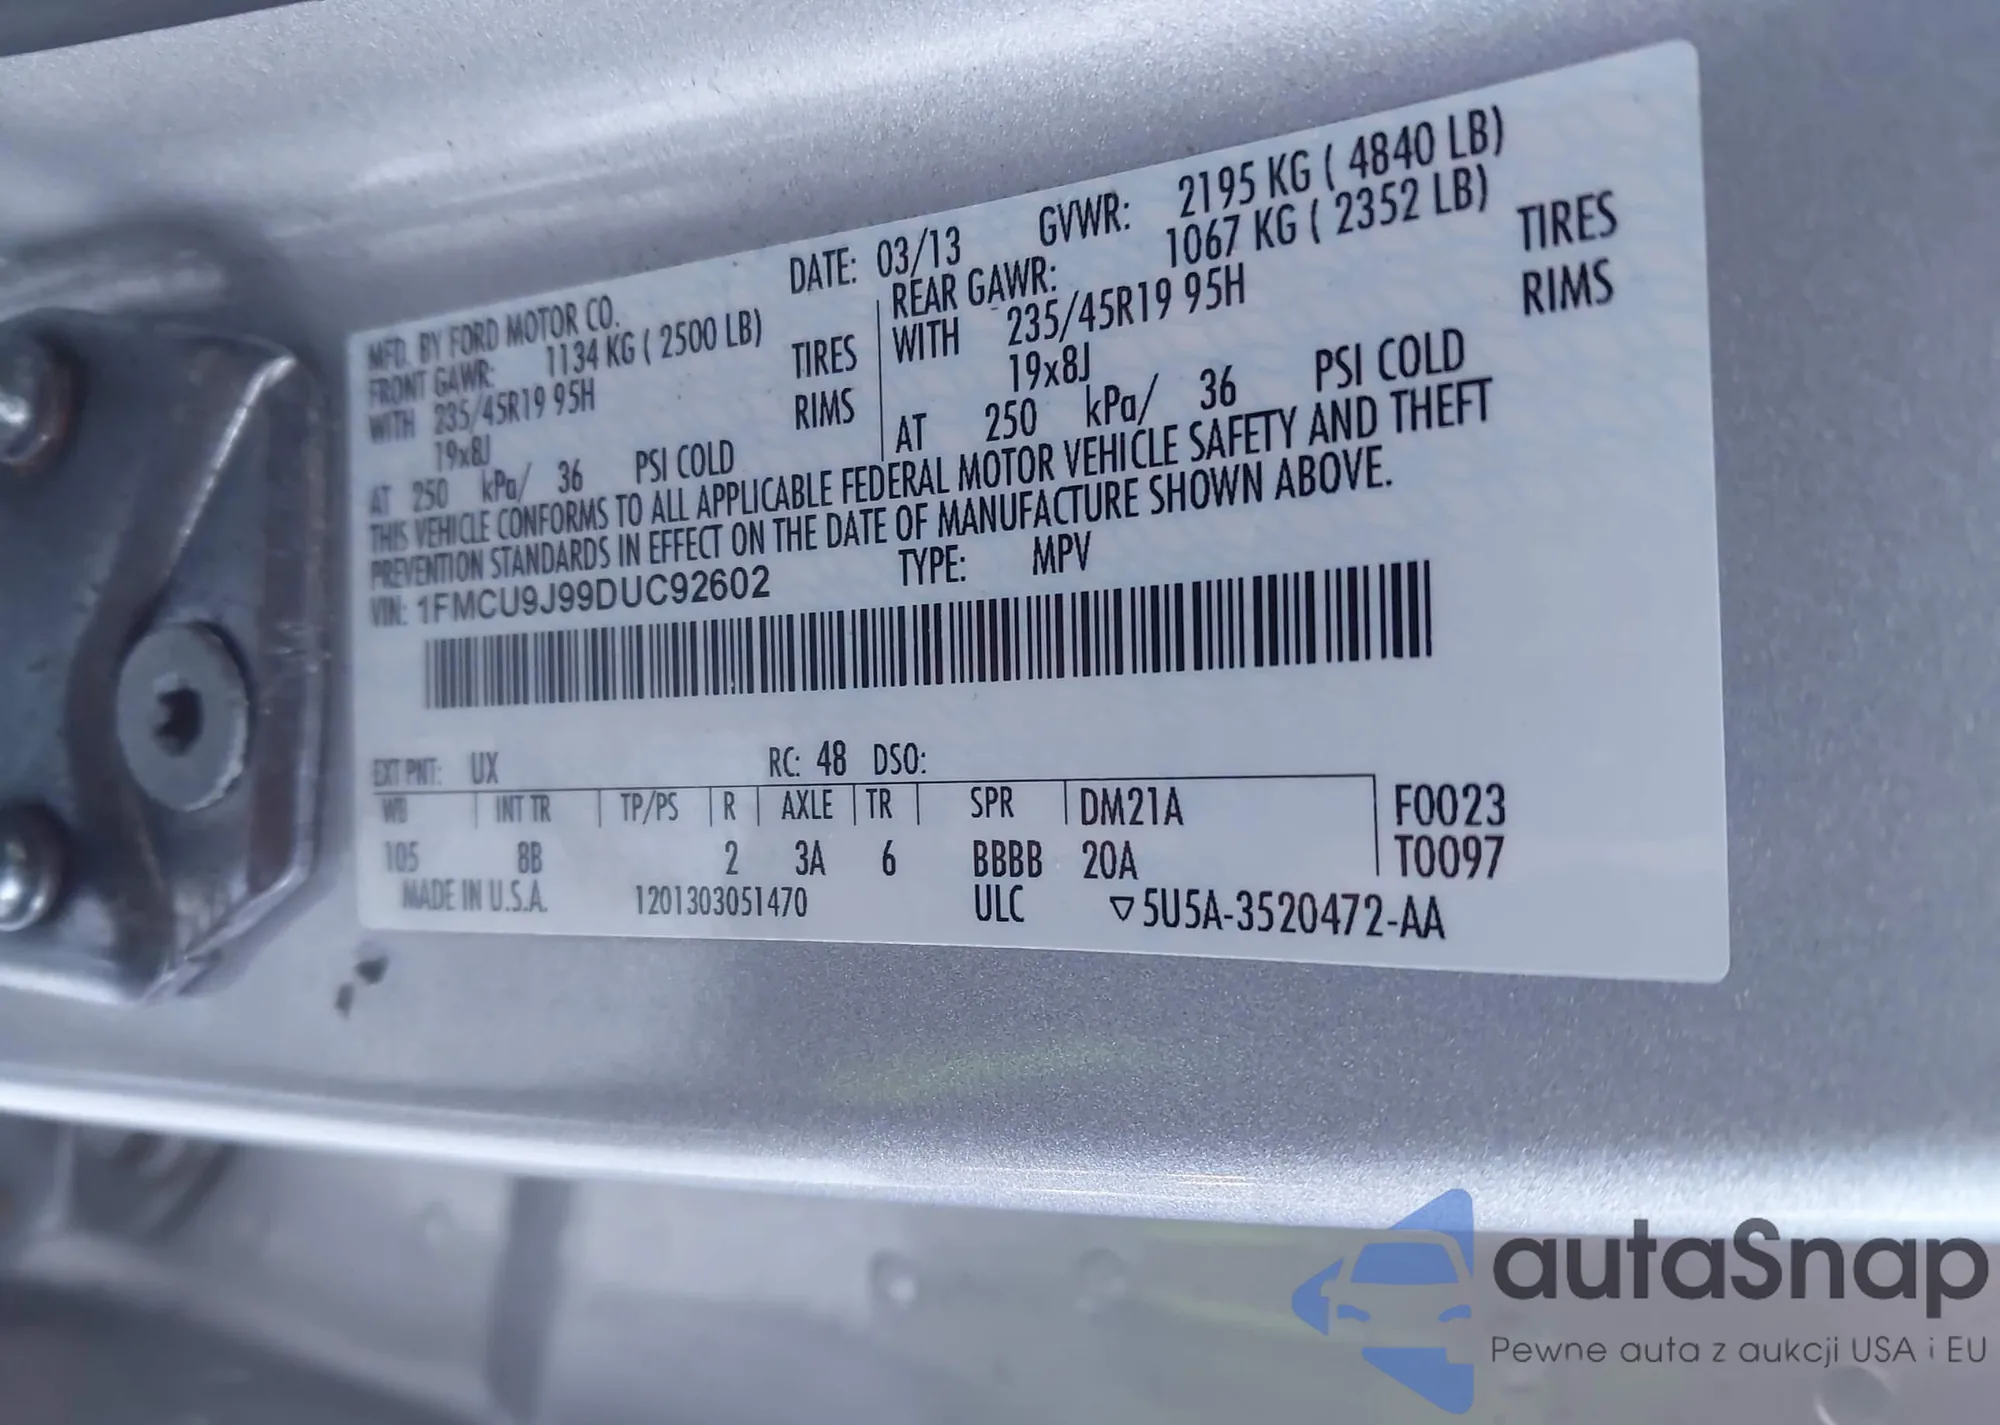 MFD. BY FORD MOTOR CO.
DATE: 03/13
GVWR: 2195 KG ( 4840 LB)
FRONT GAWR: 1134 KG ( 2500 LB)
WITH 235/45R19 95H TIRES
19x8J RIMS
AT 250 kPa/ 36 PSI COLD
REAR GAWR: 1067 KG ( 2352 LB)
WITH 235/45R19 95H TIRES
19x8J RIMS
AT 250 kPa/ 36 PSI COLD
THIS VEHICLE CONFORMS TO ALL APPLICABLE FEDERAL MOTOR VEHICLE SAFETY AND THEFT
PREVENTION STANDARDS IN EFFECT ON THE DATE OF MANUFACTURE SHOWN ABOVE.
VIN: 1FMCU9J99DUC92602 TYPE: MPV
EXT PNT: UX RC: 48 DSO:
WB INT TR TP/PS R AXLE TR SPR DM21A F0023
105 8B 2 3A 6 BBBB 20A T0097
MADE IN U.S.A. 1201303051470 ULC ▽5U5A-3520472-AA
autaSnap
Pewne auta z aukcji USA i EU